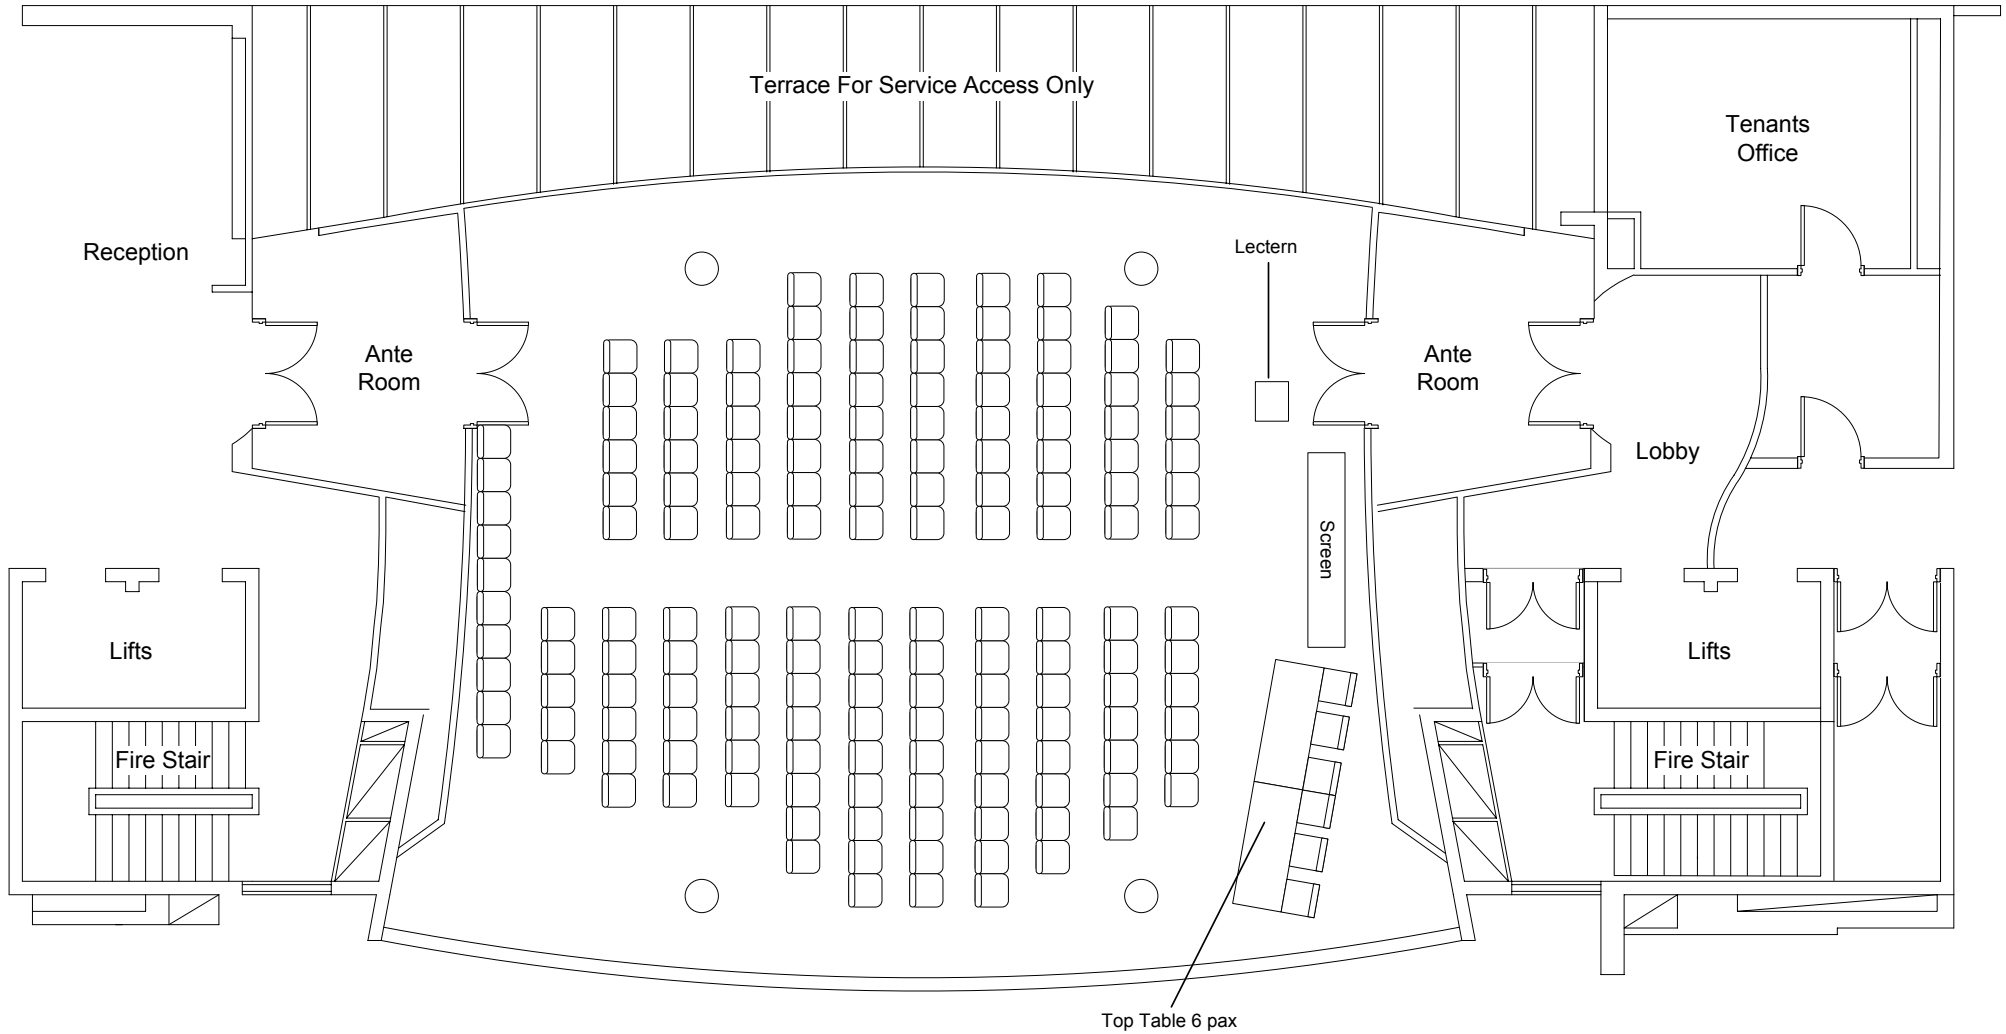 Terrace For Service Access Only
Tenants
Office
Reception
Lectern
Ante
Room
Ante
Room
Lobby
Screen
Lifts
Lifts
Fire Stair
Fire Stair
Top Table 6 pax